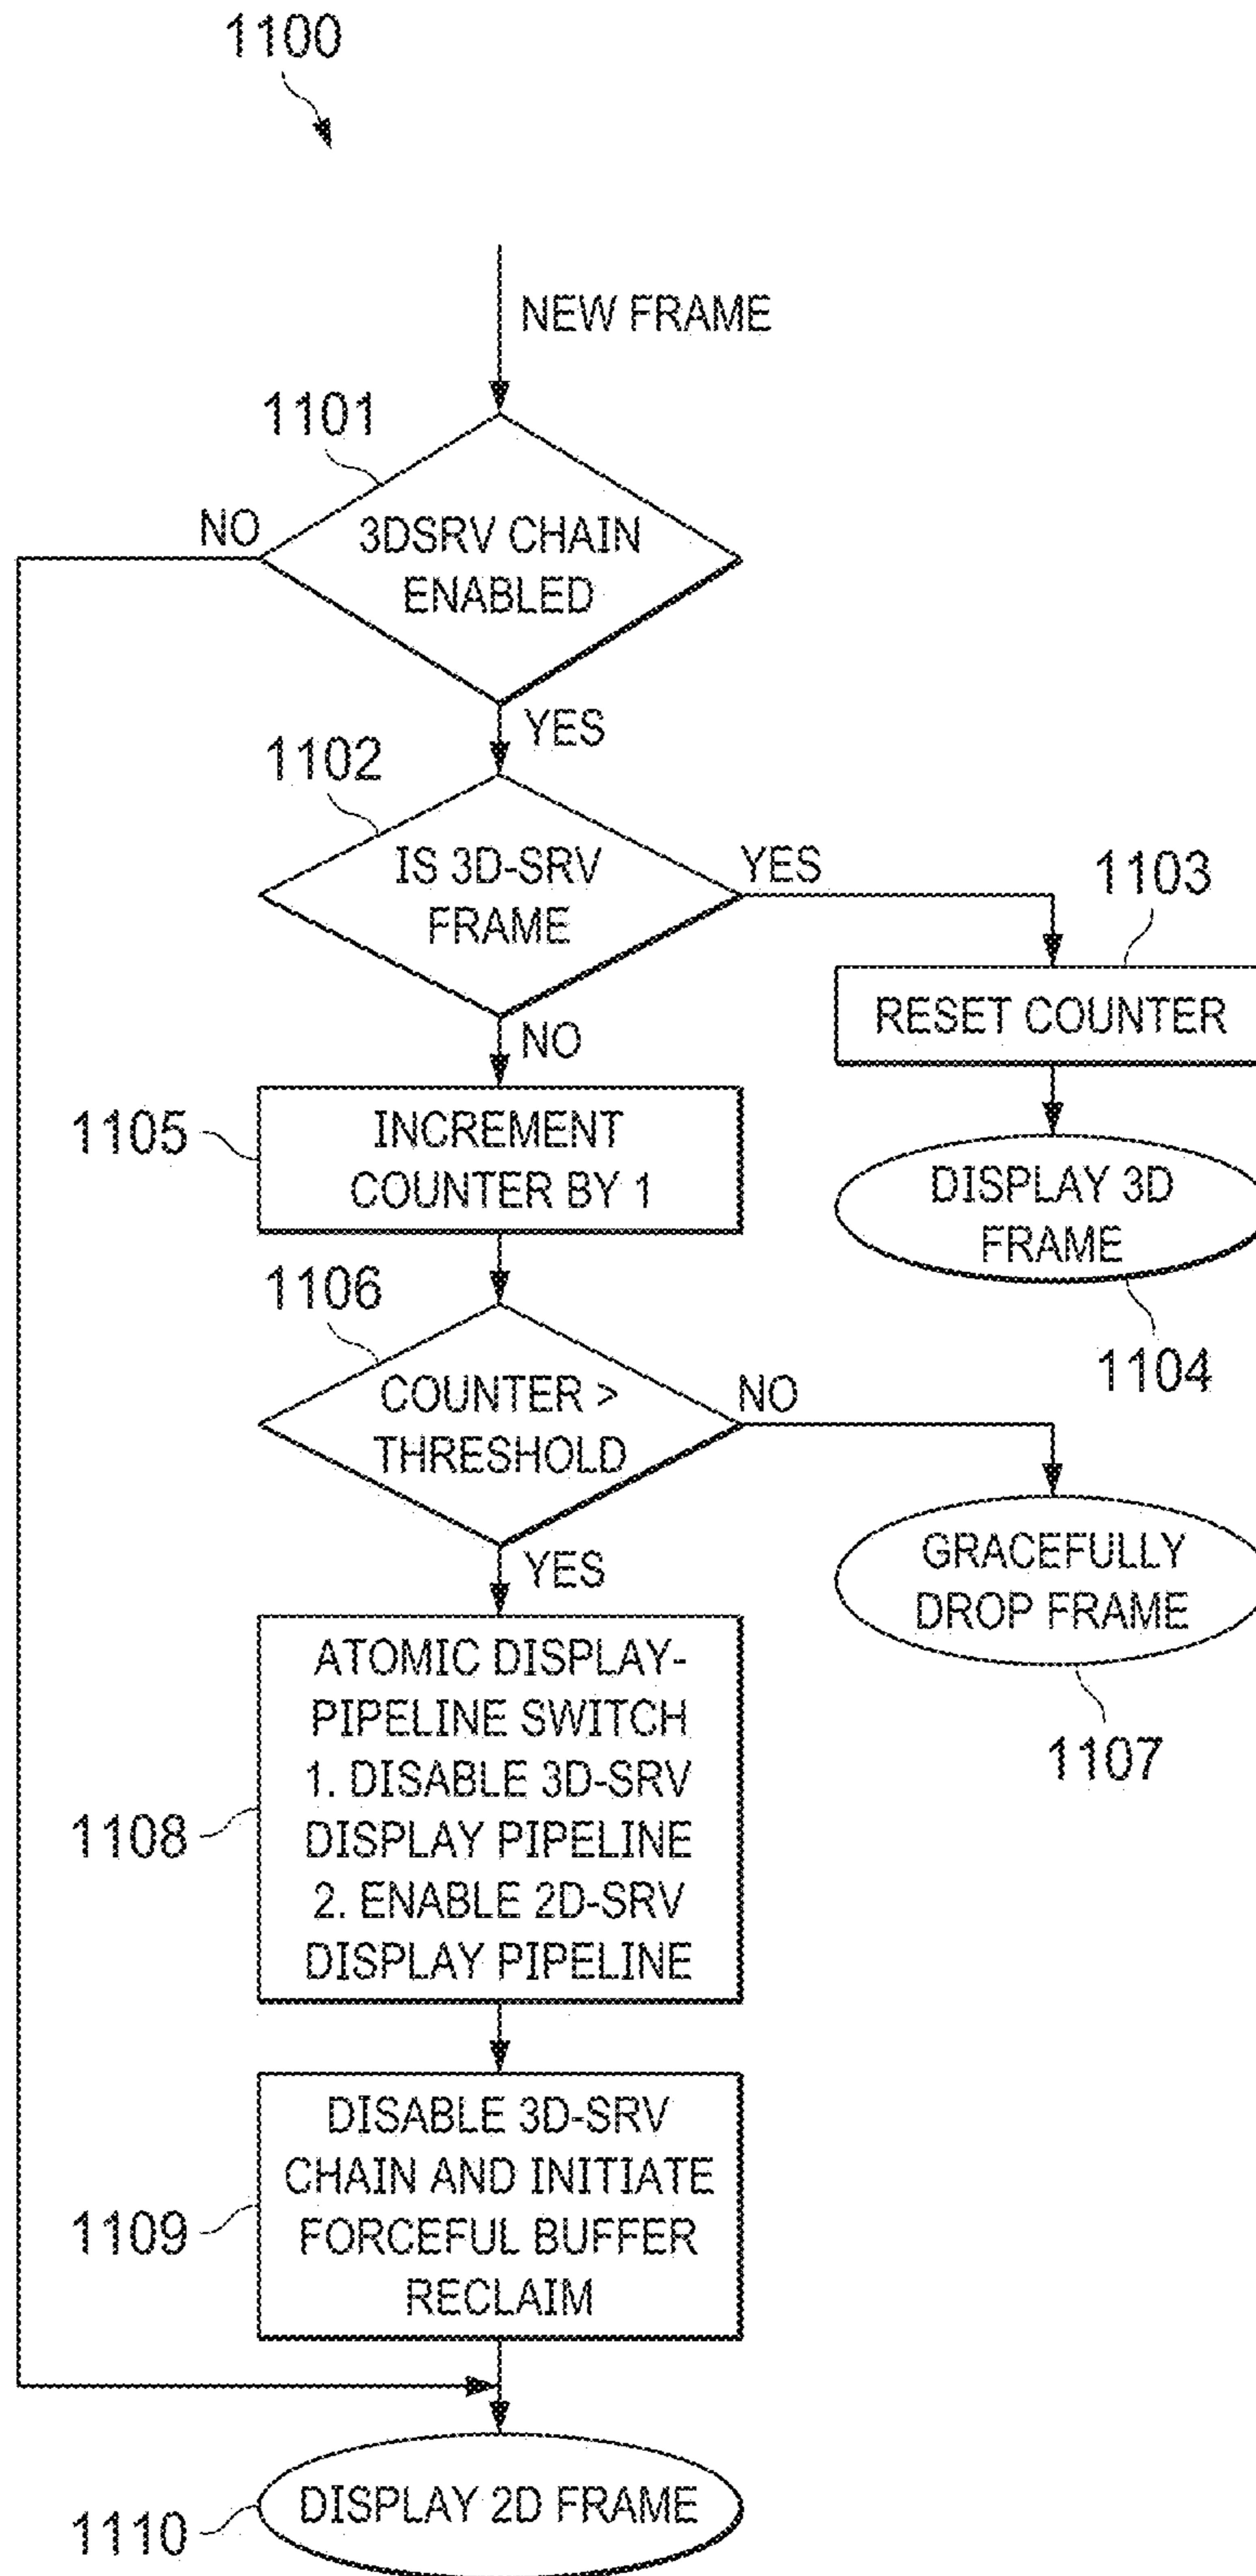 1100
NEW FRAME
1101
NO
3DSRV CHAIN
ENABLED
YES
1102
IS 3D-SRV
FRAME
YES
1103
RESET COUNTER
NO
1105
INCREMENT
COUNTER BY 1
DISPLAY 3D
FRAME
1104
1106
COUNTER >
THRESHOLD
NO
GRACEFULLY
DROP FRAME
1107
YES
1108
ATOMIC DISPLAY-
PIPELINE SWITCH
1. DISABLE 3D-SRV
DISPLAY PIPELINE
2. ENABLE 2D-SRV
DISPLAY PIPELINE
1109
DISABLE 3D-SRV
CHAIN AND INITIATE
FORCEFUL BUFFER
RECLAIM
1110
DISPLAY 2D FRAME